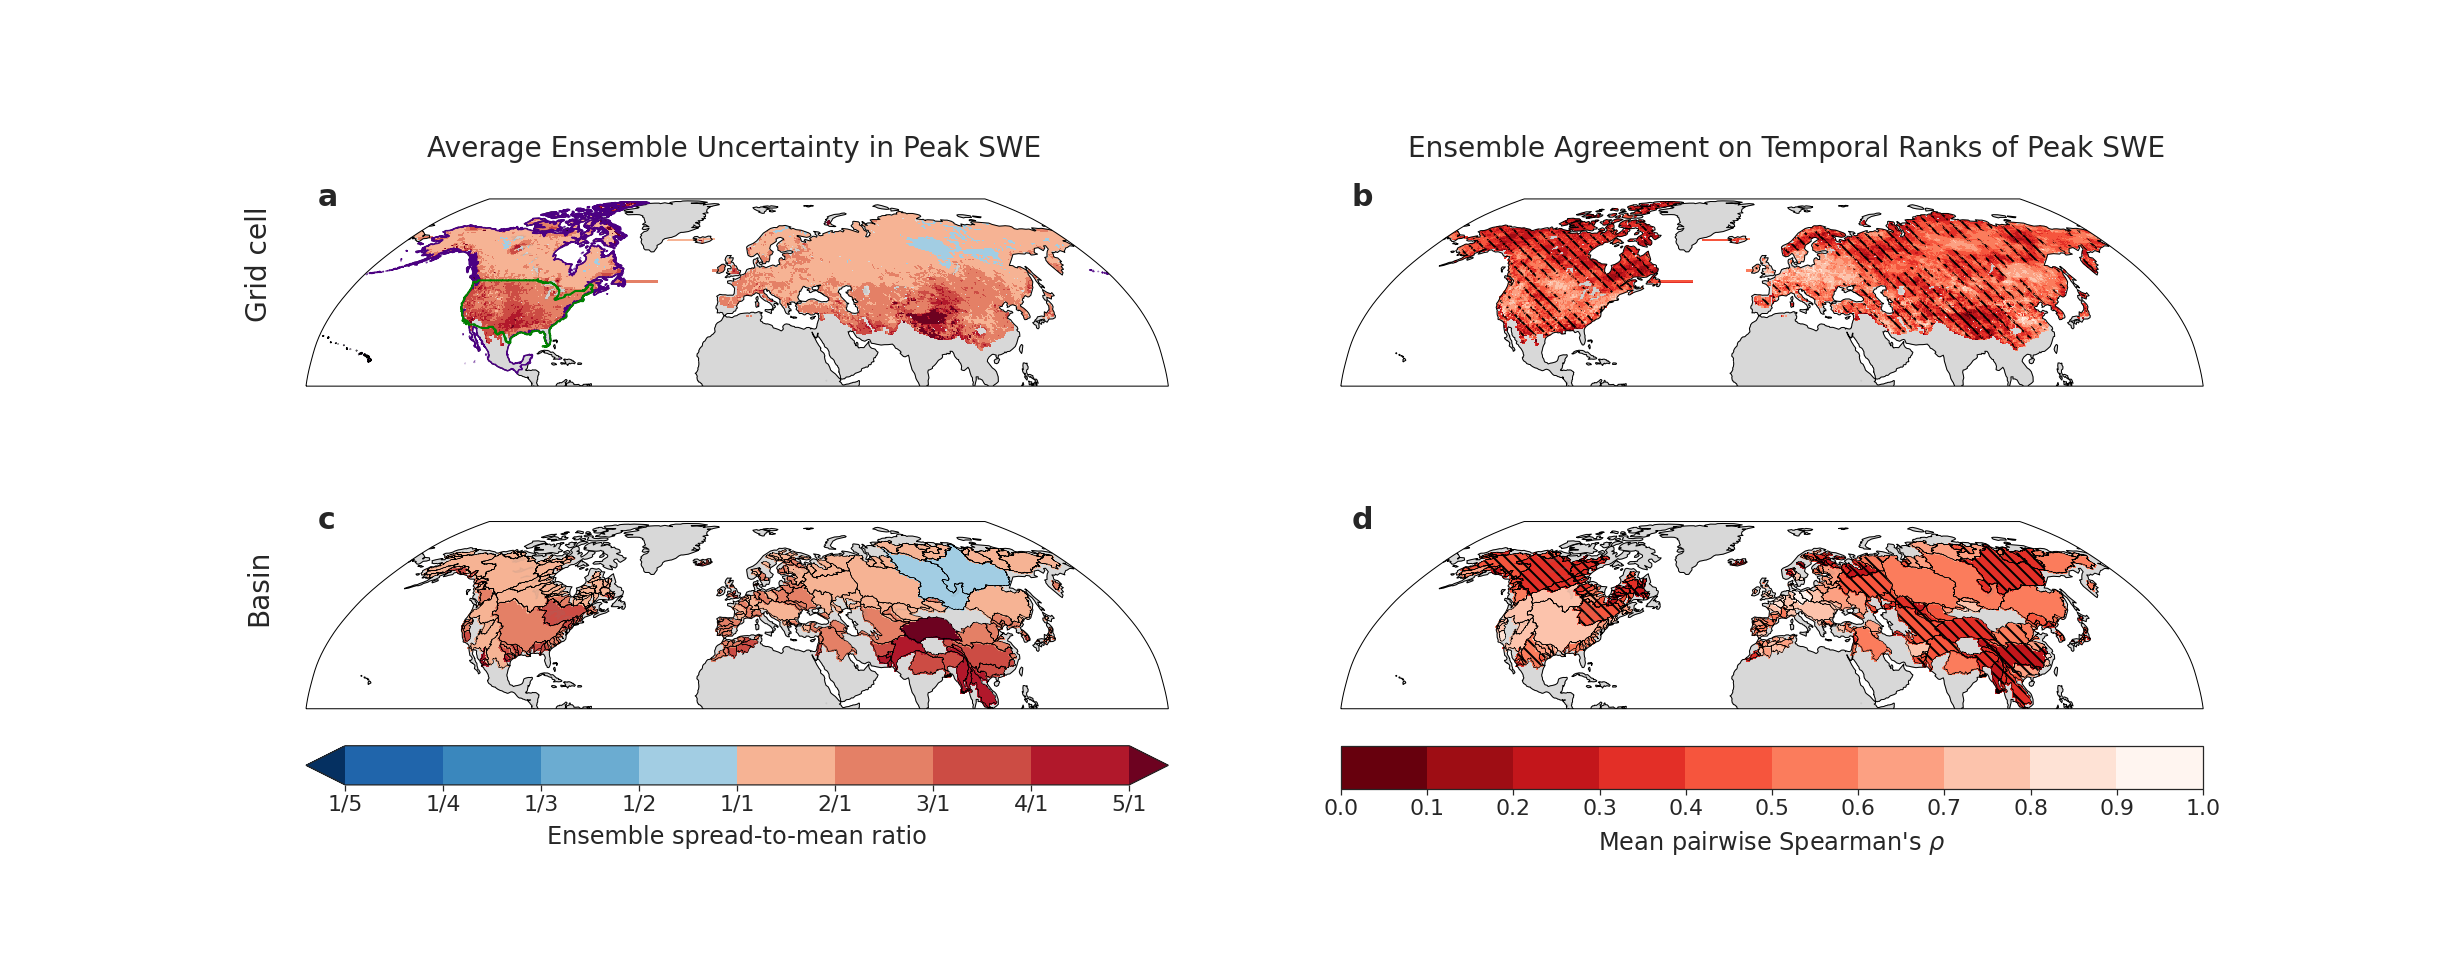 Average Ensemble Uncertainty in Peak SWE
Ensemble Agreement on Temporal Ranks of Peak SWE
Grid cell
a
b
Basin
c
d
1/5 1/4 1/3 1/2 1/1 2/1 3/1 4/1 5/1
Ensemble spread-to-mean ratio
0.0 0.1 0.2 0.3 0.4 0.5 0.6 0.7 0.8 0.9 1.0
Mean pairwise Spearman's ρ